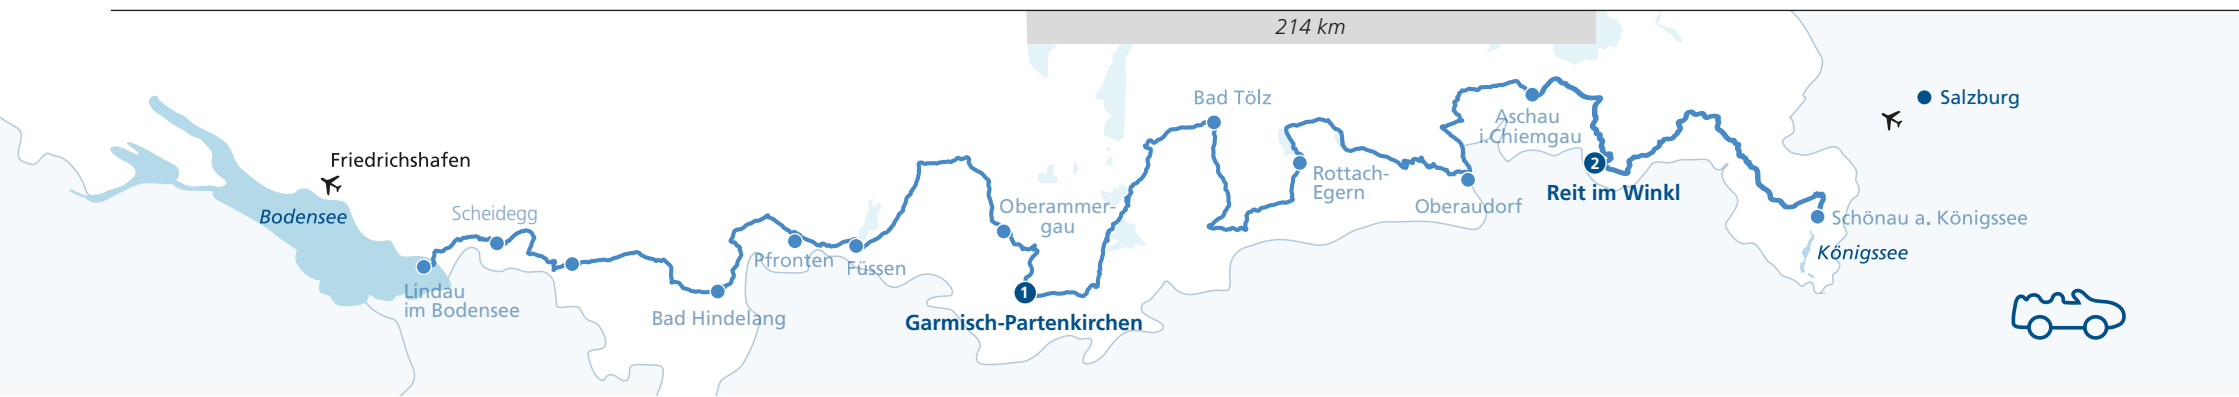 214 km
Bad Tölz
Salzburg
Aschau
i.Chiemgau
Friedrichshafen
Rottach-
Egern
Reit im Winkl
2
Oberammer-
gau
Oberaudorf
Bodensee
Scheidegg
Schönau a. Königssee
Königssee
Pfronten
Füssen
Lindau
im Bodensee
1
Bad Hindelang
Garmisch-Partenkirchen